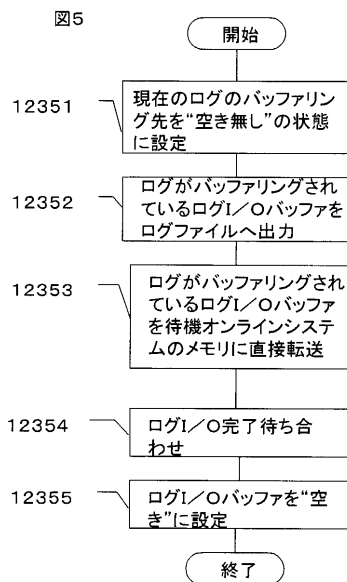 図5
開始
12351
現在のログのバッファリン
グ先を“空き無し”の状態
に設定
12352
ログがバッファリングされ
ているログI／Oバッファを
ログファイルへ出力
12353
ログがバッファリングされ
ているログI／Oバッファ
を待機オンラインシステ
ムのメモリに直接転送
12354
ログI／O完了待ち合
わせ
12355
ログI／Oバッファを“空
き”に設定
終了